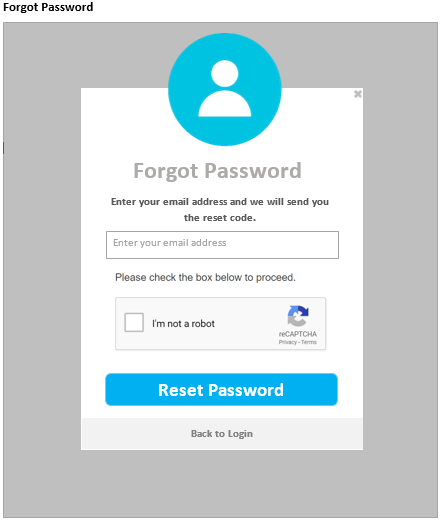 Forgot Password
Forgot Password
Enter your email address and we will send you
the reset code.
Enter your email address
Please check the box below to proceed.
I'm not a robot
reCAPTCHA
Privacy - Terms
Reset Password
Back to Login